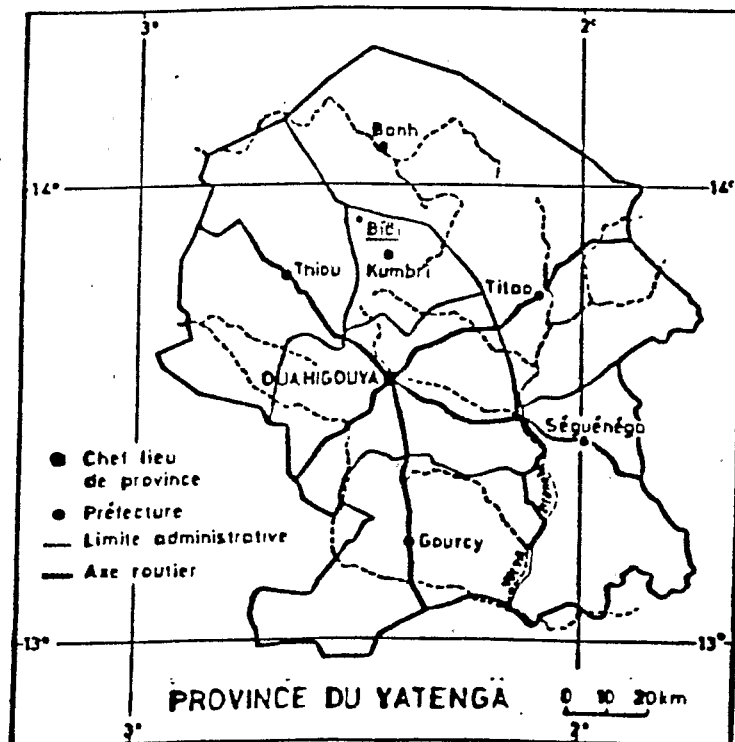 3°
2°
Banh
14°
14°
Bidi
Thiou
Kumbri
Titao
OUAHIGOUYA
Séguénéga
Chef lieu
de province
Préfecture
Limite administrative
Axe routier
Gourcy
13°
13°
PROVINCE DU YATENGA
0 10 20km
3°
2°